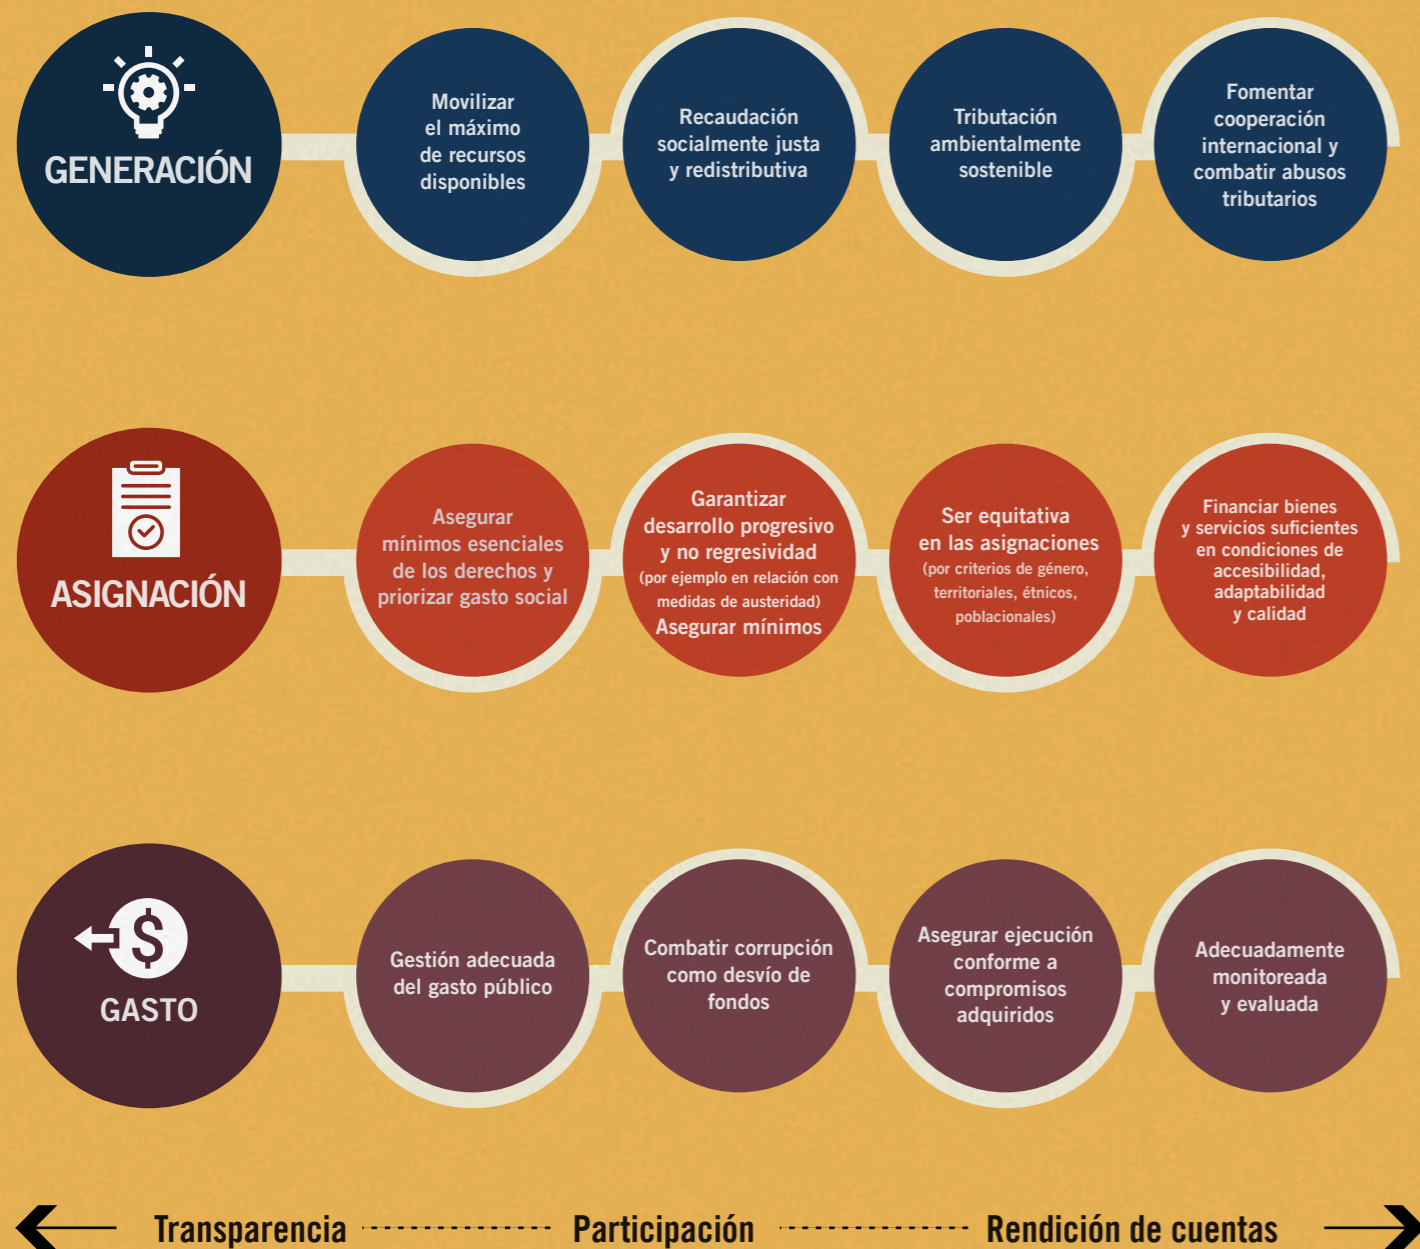 GENERACIÓN
Movilizar
el máximo
de recursos
disponibles
Recaudación
socialmente justa
y redistributiva
Tributación
ambientalmente
sostenible
Fomentar
cooperación
internacional y
combatir abusos
tributarios
ASIGNACIÓN
Asegurar
mínimos esenciales
de los derechos y
priorizar gasto social
Garantizar
desarrollo progresivo
y no regresividad
(por ejemplo en relación con
medidas de austeridad)
Asegurar mínimos
Ser equitativa
en las asignaciones
(por criterios de género,
territoriales, étnicos,
poblacionales)
Financiar bienes
y servicios suficientes
en condiciones de
accesibilidad,
adaptabilidad
y calidad
$
GASTO
Gestión adecuada
del gasto público
Combatir corrupción
como desvío de
fondos
Asegurar ejecución
conforme a
compromisos
adquiridos
Adecuadamente
monitoreada
y evaluada
Transparencia ---------- Participación ---------- Rendición de cuentas